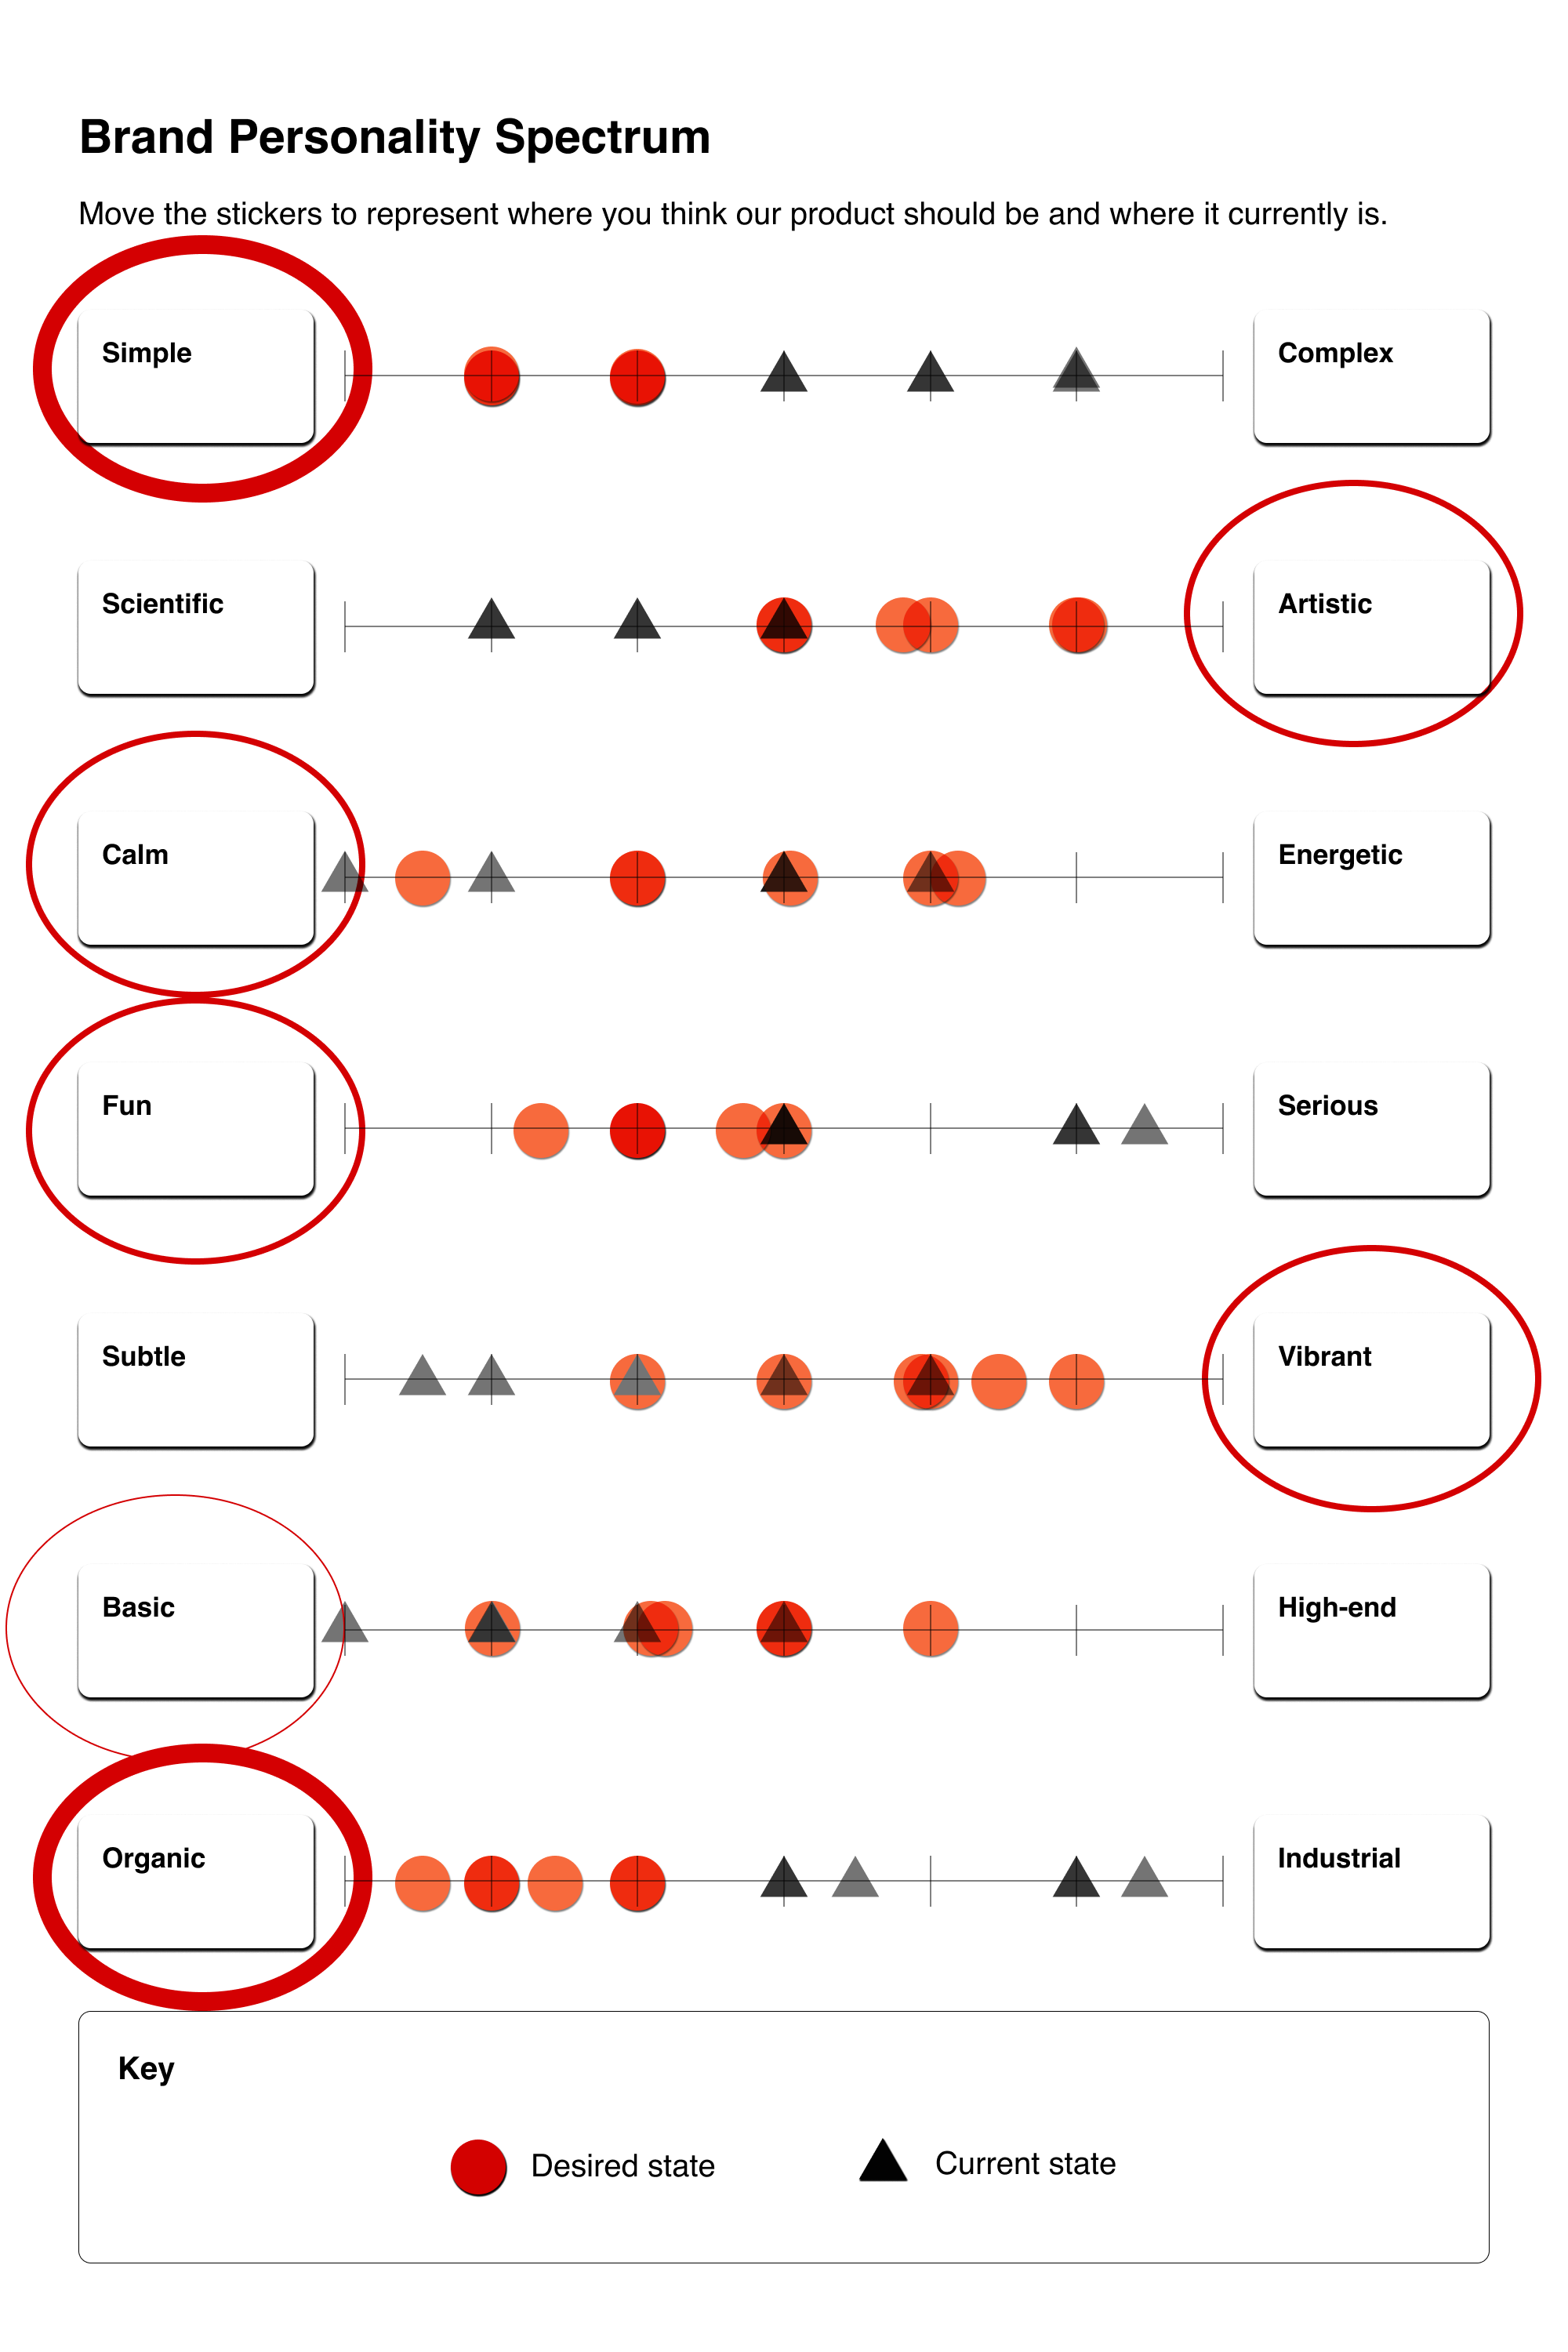 Brand Personality Spectrum
Move the stickers to represent where you think our product should be and where it currently is.
Simple
Complex
Scientific
Artistic
Calm
Energetic
Fun
Serious
Subtle
Vibrant
Basic
High-end
Organic
Industrial
Key
Desired state
Current state